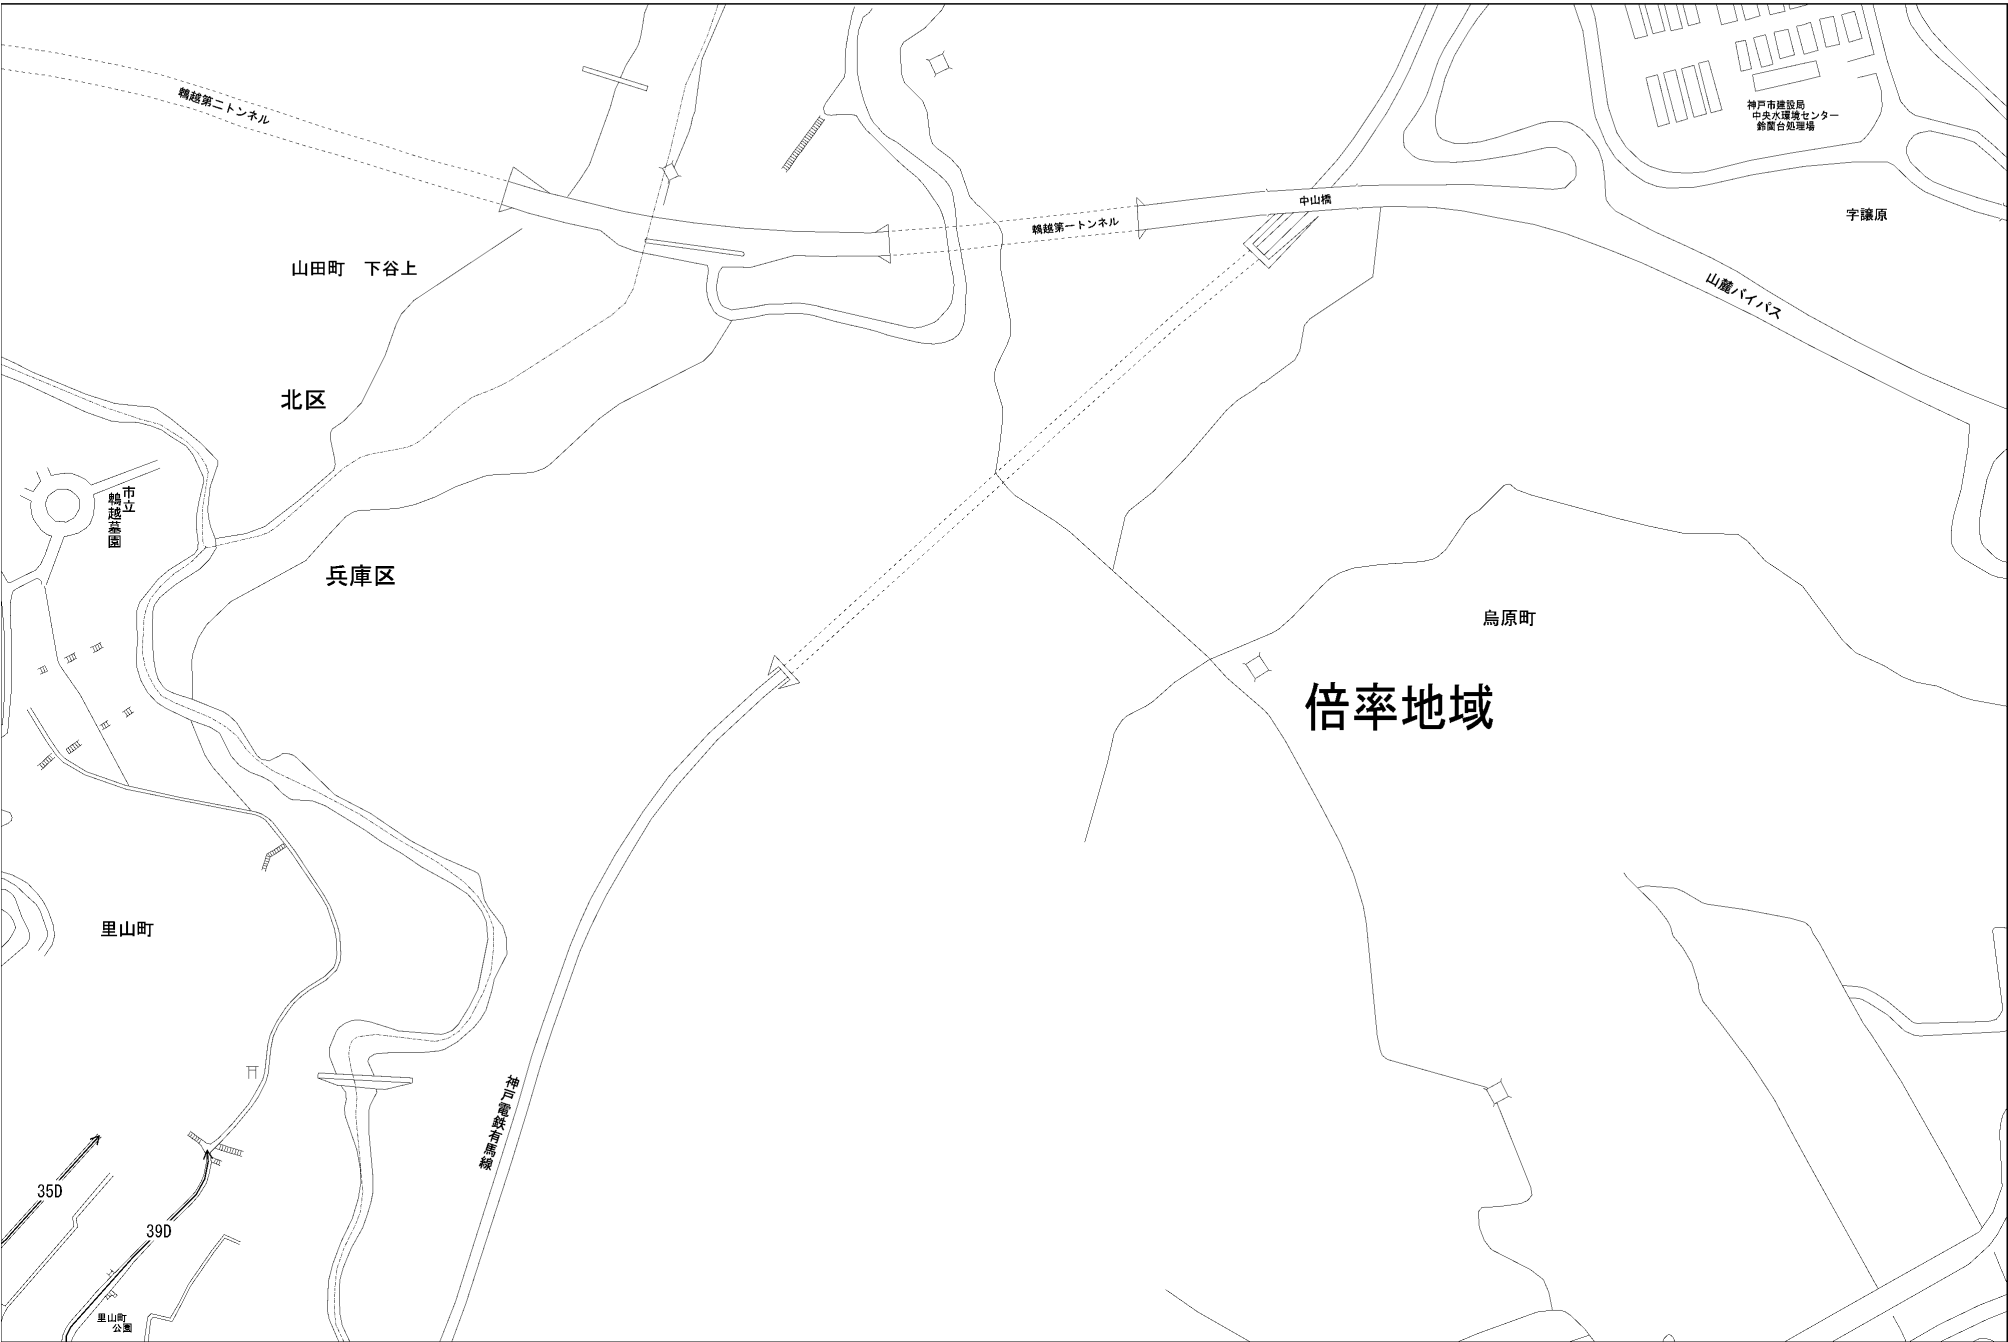 鵯越第二トンネル
神戸市建設局
中央水環境センター
鈴蘭台処理場
中山橋
鵯越第一トンネル
字譲原
山田町 下谷上
山麓バイパス
北区
市立
鵯越墓園
兵庫区
烏原町
倍率地域
里山町
神戸電鉄有馬線
35D
39D
里山町
公園